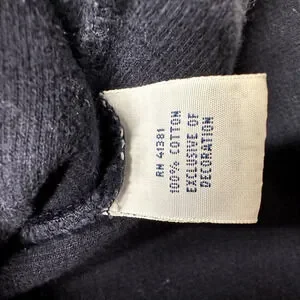 RN 41381
100% COTTON
EXCLUSIVE OF
DECORATION